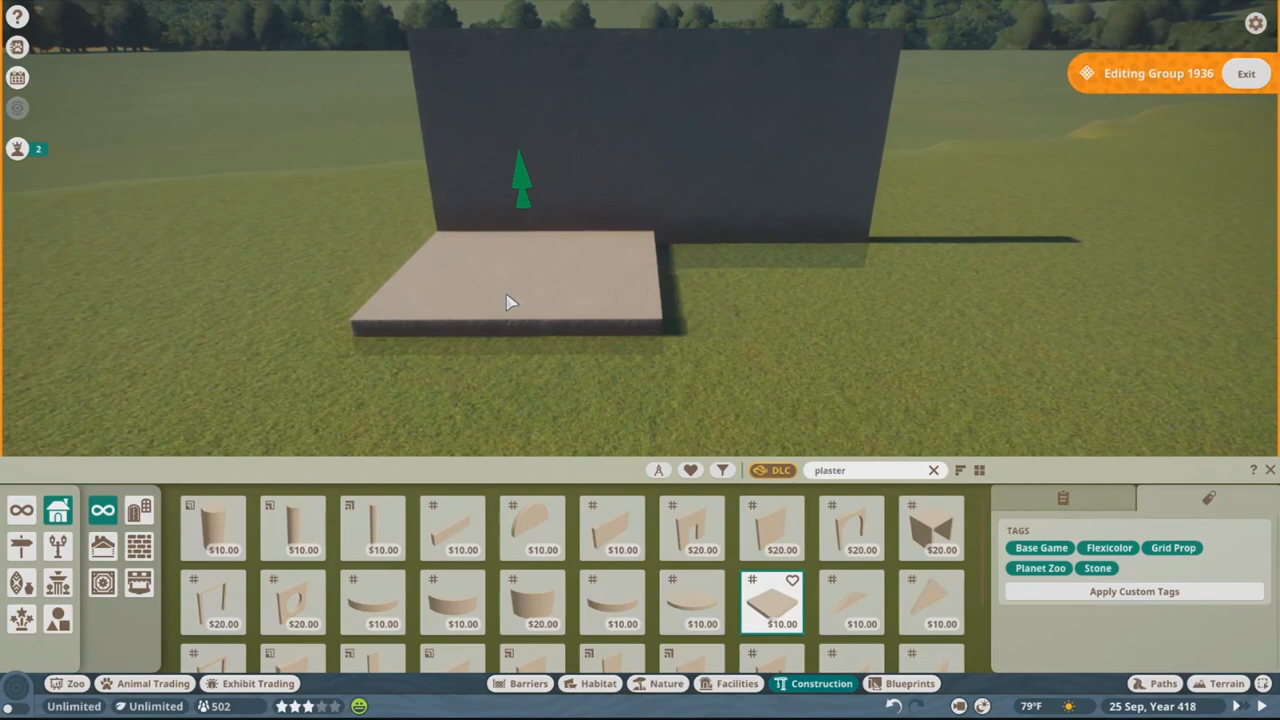 ?
Editing Group 1936 Exit
2
DLC plaster
?
$10.00 $10.00 $10.00 $10.00 $10.00 $10.00 $20.00 $20.00 $20.00 $20.00
TAGS
Base Game Flexicolor Grid Prop
Planet Zoo Stone
Apply Custom Tags
$20.00 $20.00 $10.00 $10.00 $20.00 $10.00 $10.00 $10.00 $10.00 $10.00
Zoo Animal Trading Exhibit Trading Barriers Habitat Nature Facilities Construction Blueprints Paths Terrain
Unlimited Unlimited 502 79°F 25 Sep, Year 418